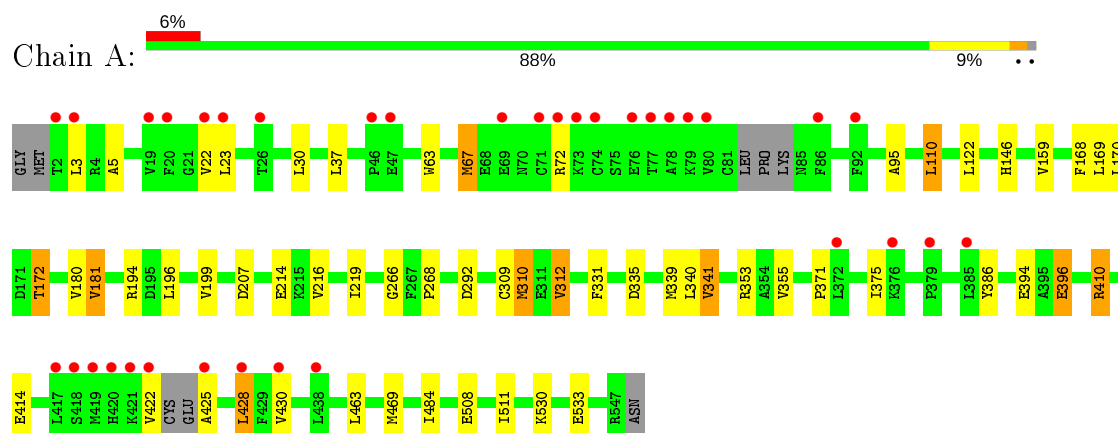 6%
Chain A:
88% 9% • •
GLY MET T2 L3 R4 A5 V19 F20 G21 V22 L23 T26 L30 L37 P46 E47 W63 M67 E68 E69 N70 C71 R72 K73 C74 S75 E76 T77 A78 K79 V80 C81 LEU PRO LYS N85 F86 F92 A95 L110 L122 H146 V159 F168 L169 L170
D171 T172 V180 V181 R194 D195 L196 V199 D207 E214 K215 V216 I219 G266 F267 P268 D292 C309 M310 E311 V312 F331 D335 M339 L340 V341 R353 A354 V355 P371 L372 I375 K376 P379 L385 Y386 E394 A395 E396 R410
E414 L417 S418 M419 H420 K421 V422 CYS GLU A425 L428 F429 V430 L438 L463 M469 I484 E508 I511 K530 E533 R547 ASN